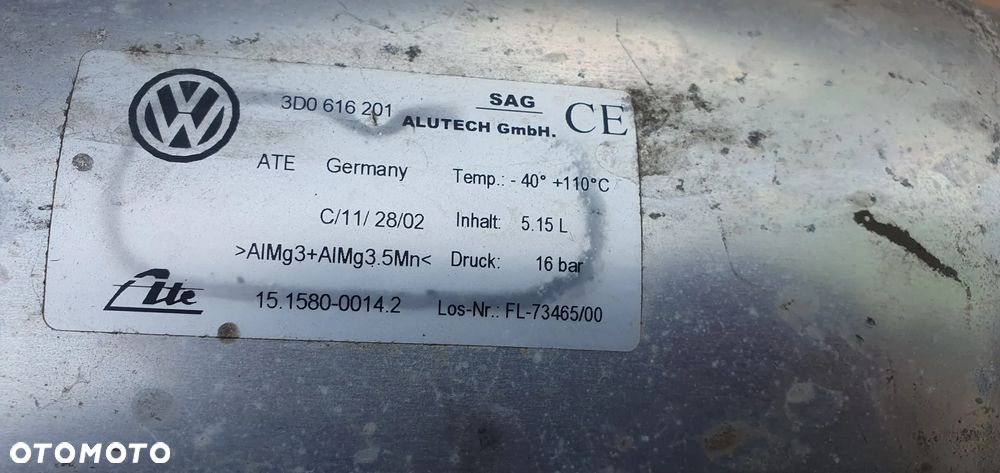 VW
3D0 616 201
SAG
ALUTECH GmbH.
CE
ATE Germany
Temp.: - 40° +110°C
C/11/ 28/02
Inhalt: 5.15 L
>AlMg3+AlMg3.5Mn<
Druck: 16 bar
Ate
15.1580-0014.2
Los-Nr.: FL-73465/00
OTOMOTO